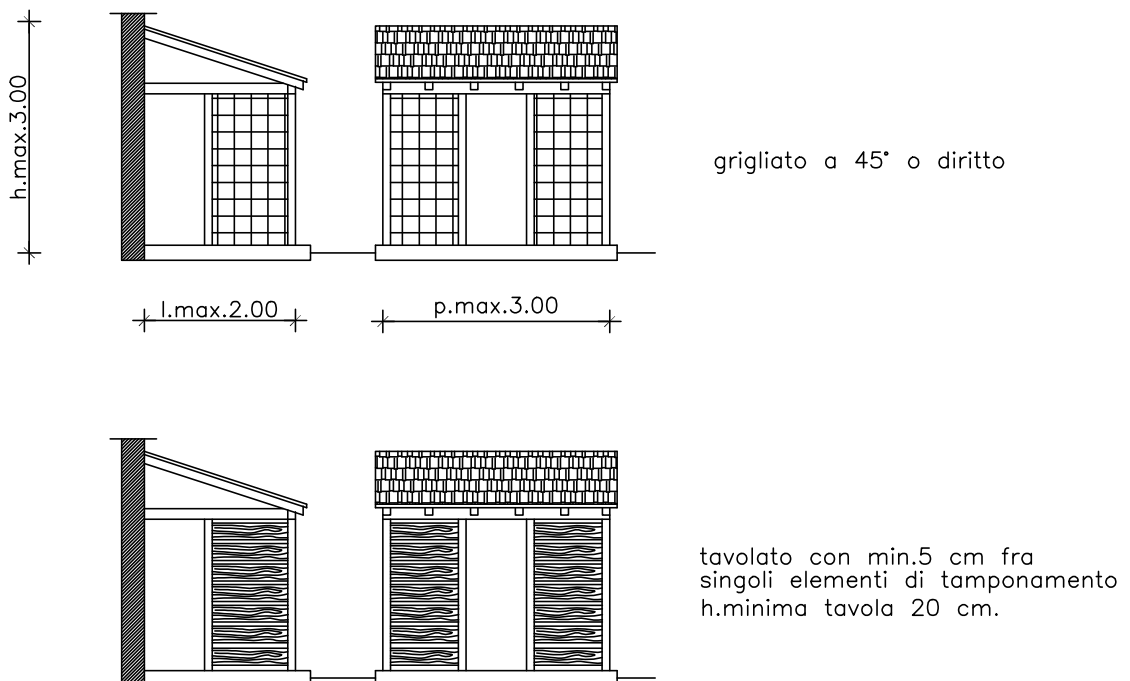 h.max.3.00
grigliato a 45° o diritto
l.max.2.00
p.max.3.00
tavolato con min.5 cm fra
singoli elementi di tamponamento
h.minima tavola 20 cm.